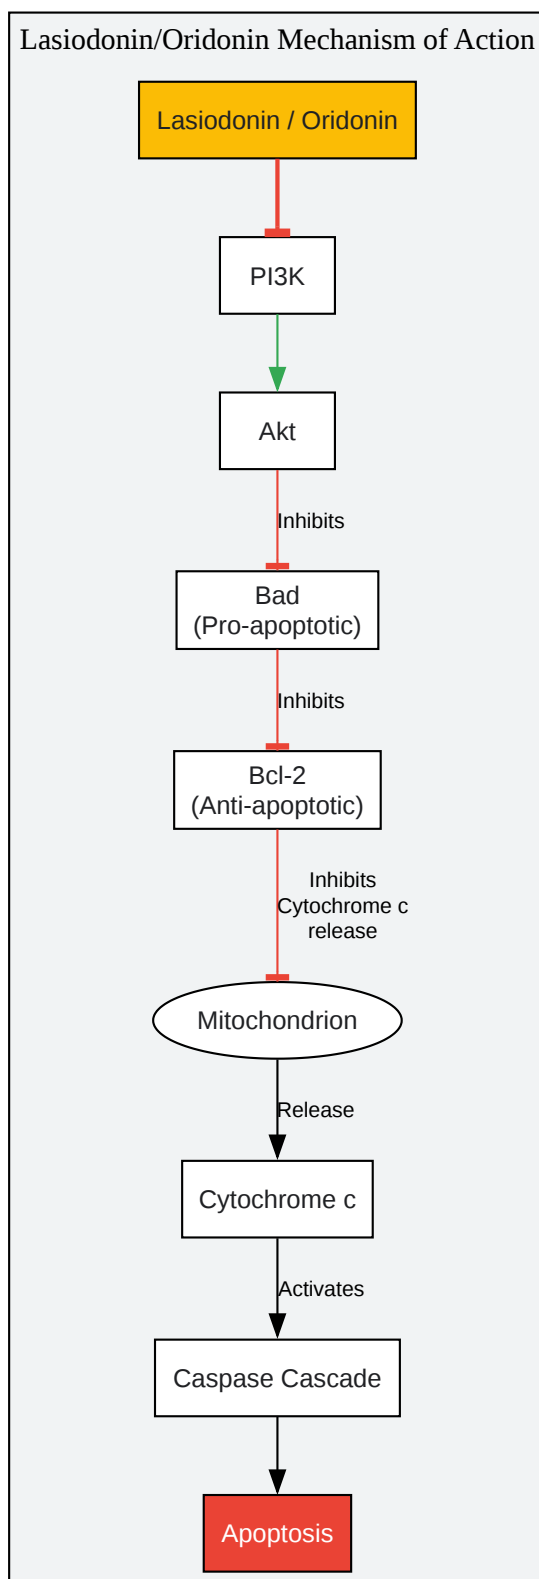 Lasiodonin/Oridonin Mechanism of Action
Lasiodonin / Oridonin
PI3K
Akt
Inhibits
Bad
(Pro-apoptotic)
Inhibits
Bcl-2
(Anti-apoptotic)
Inhibits
Cytochrome c
release
Mitochondrion
Release
Cytochrome c
Activates
Caspase Cascade
Apoptosis